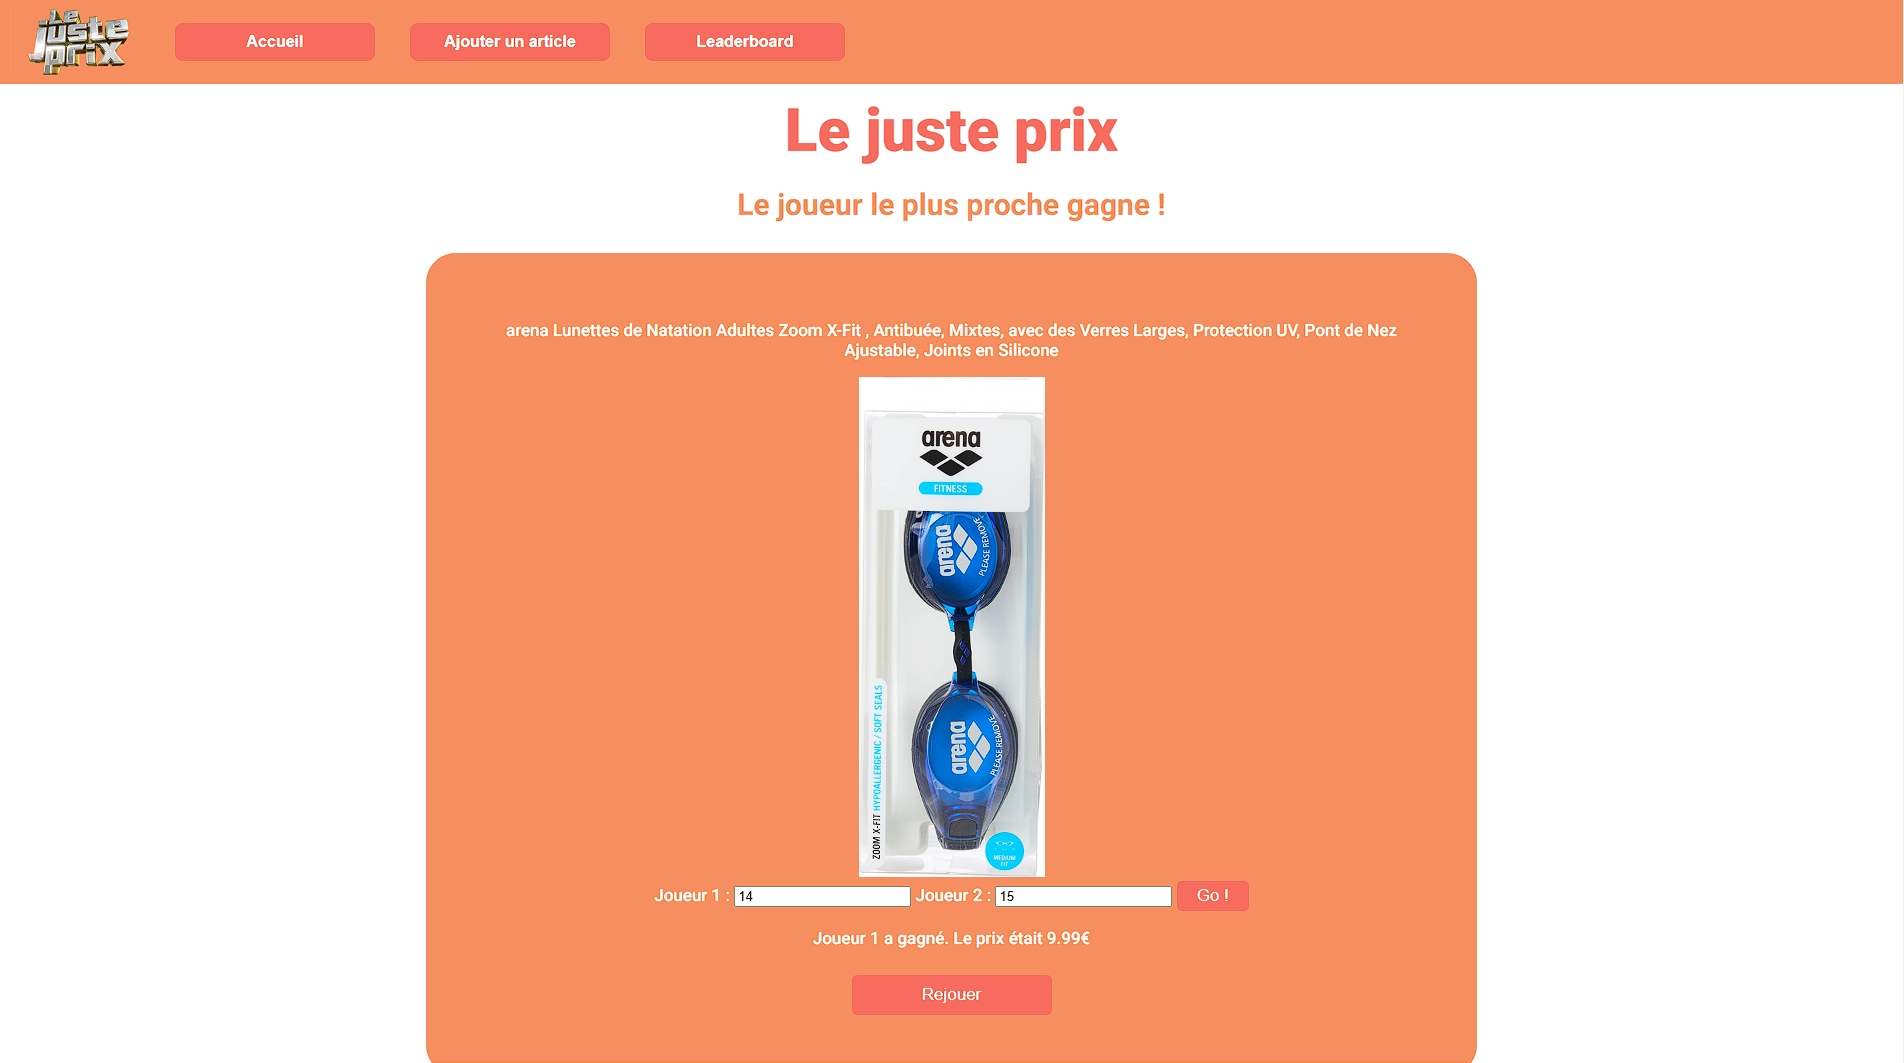 Le
juste
prix
Accueil
Ajouter un article
Leaderboard
Le juste prix
Le joueur le plus proche gagne !
arena Lunettes de Natation Adultes Zoom X-Fit , Antibuée, Mixtes, avec des Verres Larges, Protection UV, Pont de Nez
Ajustable, Joints en Silicone
arena
FITNESS
arena
PLEASE REMOVE
arena
PLEASE REMOVE
ZOOM X-FIT HYPOALLERGENIC / SOFT SEALS
MEDIUM
FIT
Joueur 1 : 14 Joueur 2 : 15 Go !
Joueur 1 a gagné. Le prix était 9.99€
Rejouer